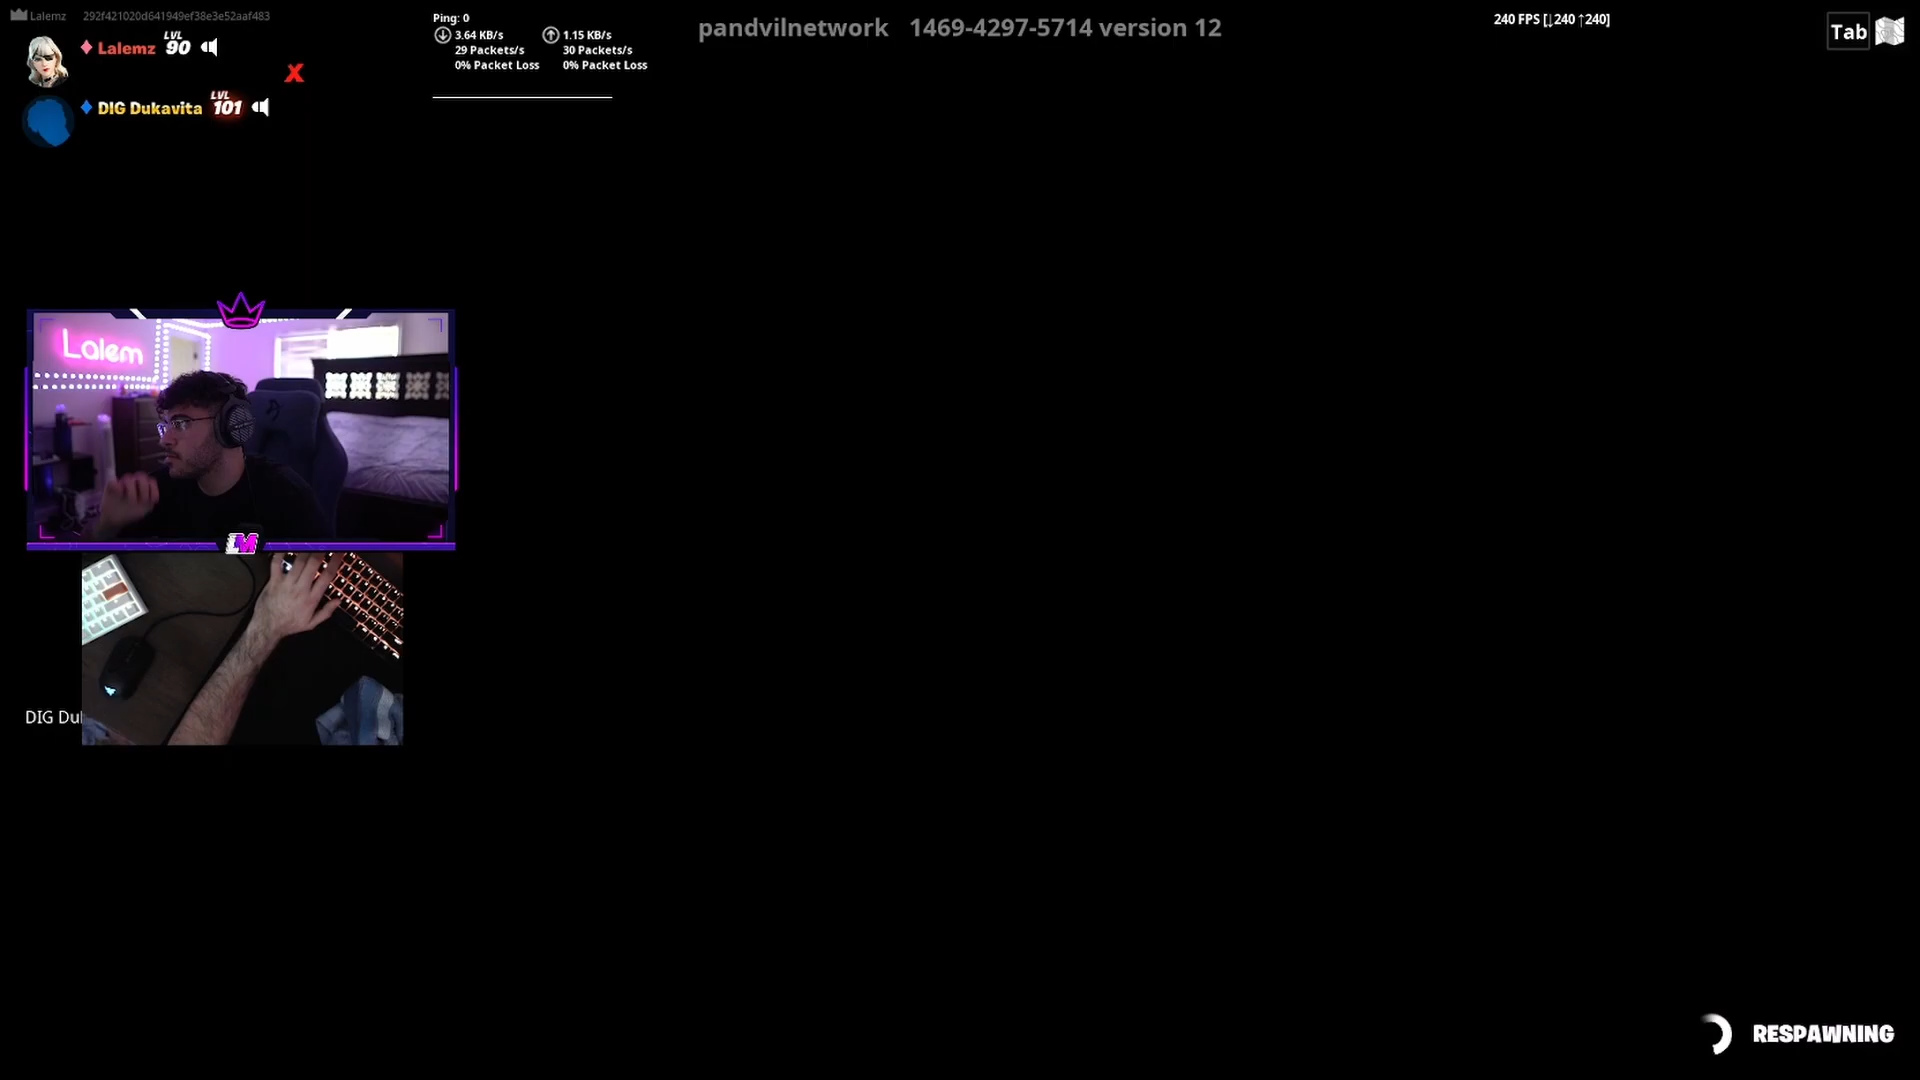 Lalemz 292f421020d641949ef38e3e52aaf483
Lalemz LVL 90
X
DIG Dukavita LVL 101
Ping: 0
3.64 KB/s 1.15 KB/s
29 Packets/s 30 Packets/s
0% Packet Loss 0% Packet Loss
pandvilnetwork 1469-4297-5714 version 12
240 FPS [↓240 ↑240]
Tab
Lalem
LM
DIG Du
RESPAWNING